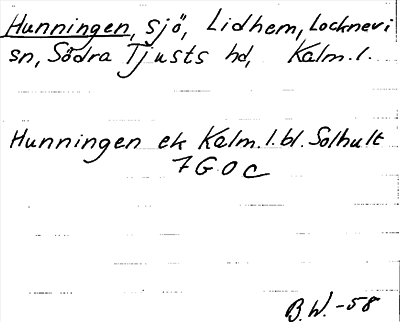 Hunningen, sjö, Lidhem, Locknevi
sn, Södra Tjusts hd, Kalm. l.
Hunningen ek Kalm. l. bl. Solhult
7 G 0 c
B. W. -58